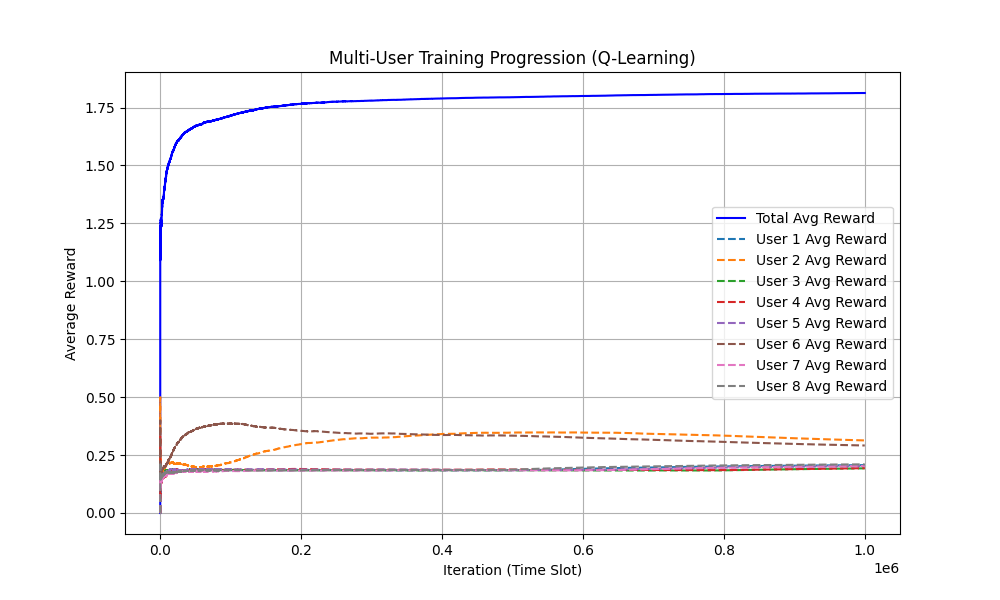 Multi-User Training Progression (Q-Learning)
Average Reward
1.75
1.50
1.25
1.00
0.75
0.50
0.25
0.00
Total Avg Reward
User 1 Avg Reward
User 2 Avg Reward
User 3 Avg Reward
User 4 Avg Reward
User 5 Avg Reward
User 6 Avg Reward
User 7 Avg Reward
User 8 Avg Reward
0.0 0.2 0.4 0.6 0.8 1.0
1e6
Iteration (Time Slot)